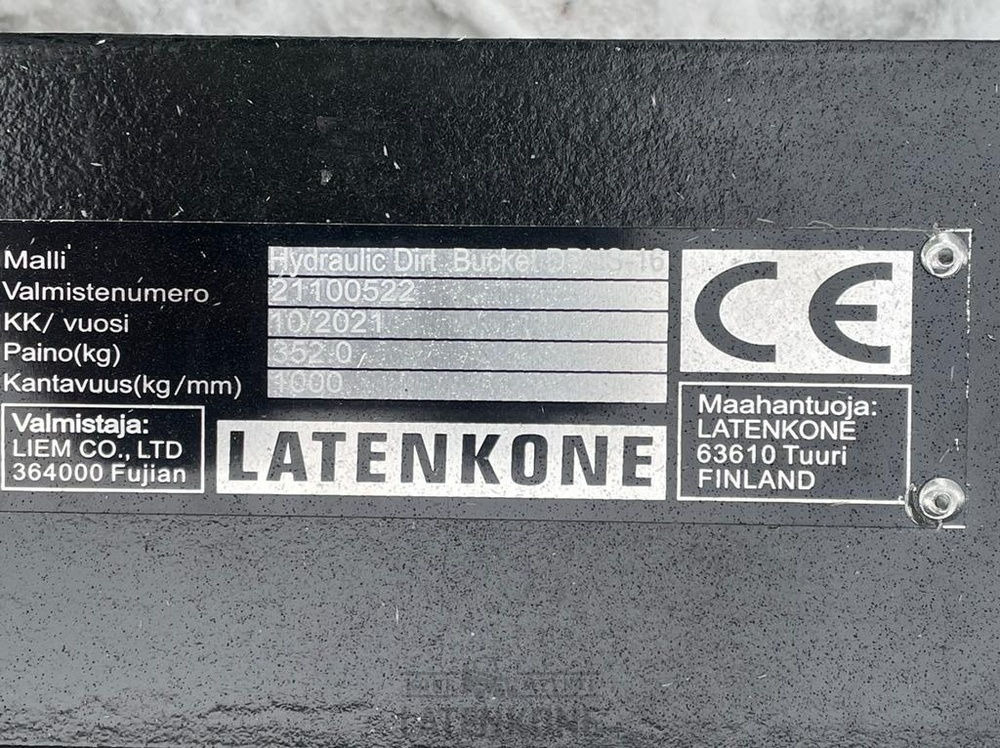 Malli Hydraulic Dirt Bucket
Valmistenumero 21100522
KK/ vuosi 10/2021
Paino(kg) 352.0
Kantavuus(kg/mm) 1000
CE
Valmistaja:
LIEM CO., LTD
364000 Fujian
LATENKONE
Maahantuoja:
LATENKONE
63610 Tuuri
FINLAND
LATENKONE